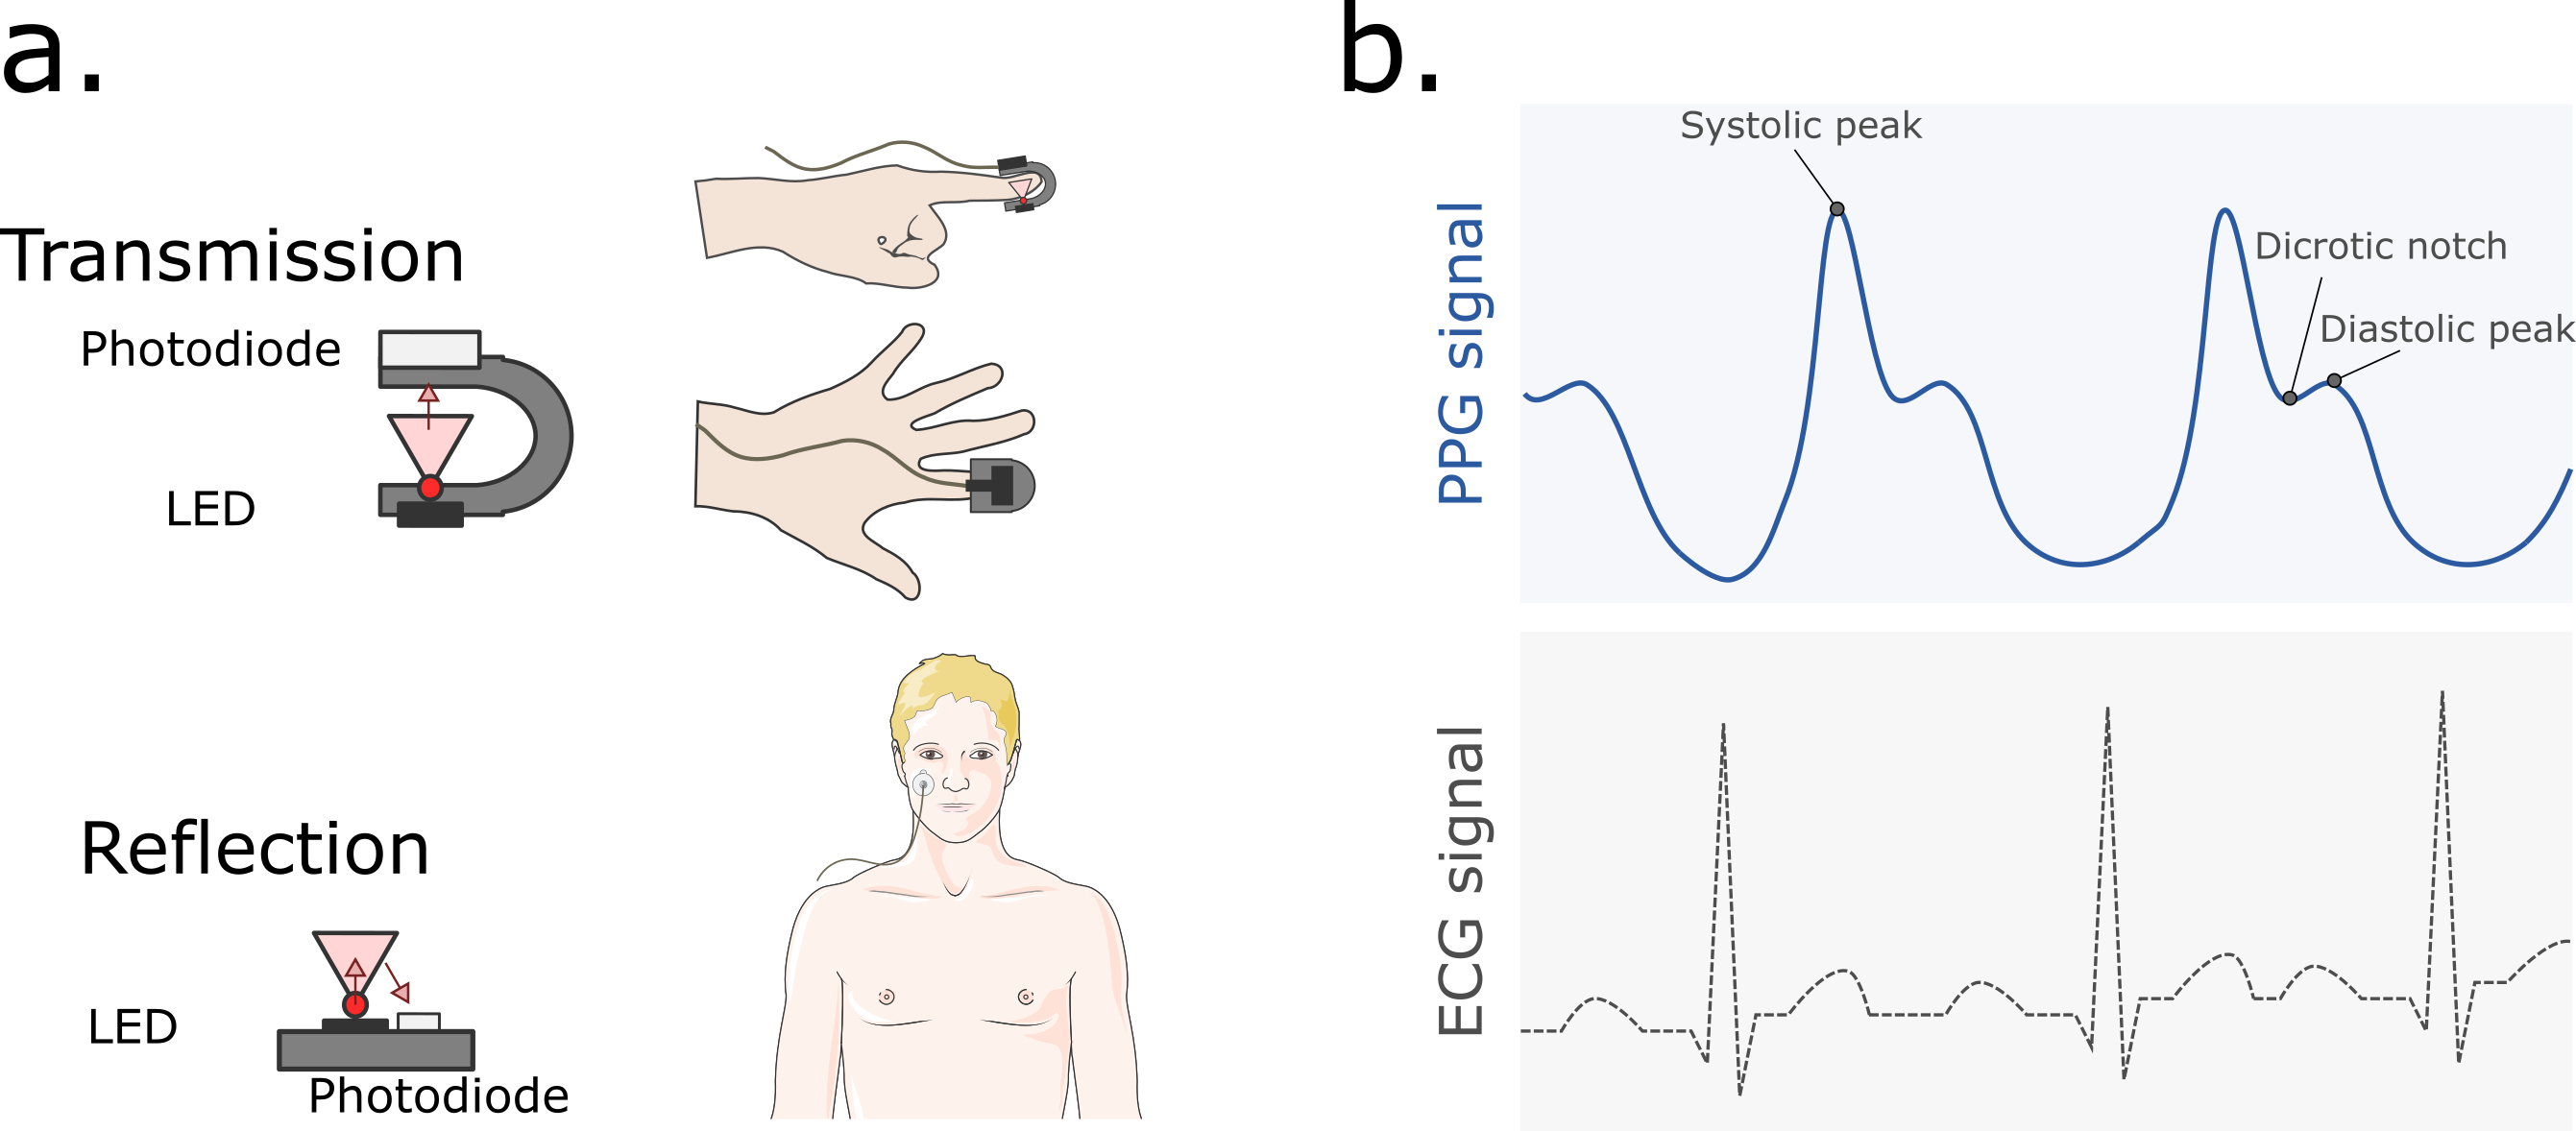 a.
Transmission
Photodiode
LED
Reflection
LED
Photodiode
b.
Systolic peak
Dicrotic notch
Diastolic peak
PPG signal
ECG signal